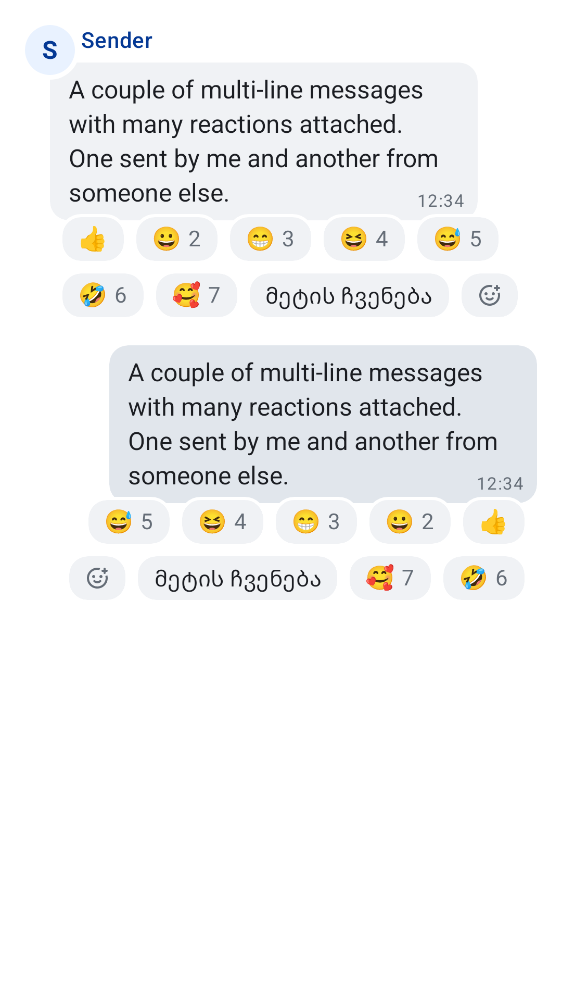 S
Sender
A couple of multi-line messages
with many reactions attached.
One sent by me and another from
someone else.
12:34
👍 😀 2 😁 3 😆 4 😅 5
🤣 6 🥰 7 მეტის ჩვენება
A couple of multi-line messages
with many reactions attached.
One sent by me and another from
someone else.
12:34
😅 5 😆 4 😁 3 😀 2 👍
მეტის ჩვენება 🥰 7 🤣 6